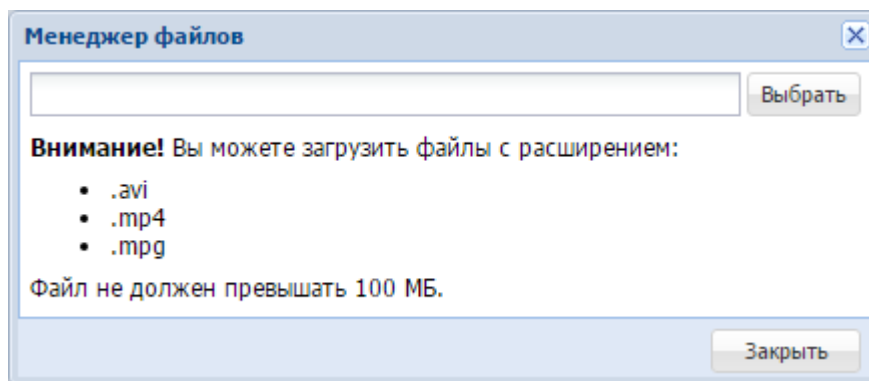 Менеджер файлов
Выбрать
Внимание! Вы можете загрузить файлы с расширением:
• .avi
• .mp4
• .mpg
Файл не должен превышать 100 МБ.
Закрыть